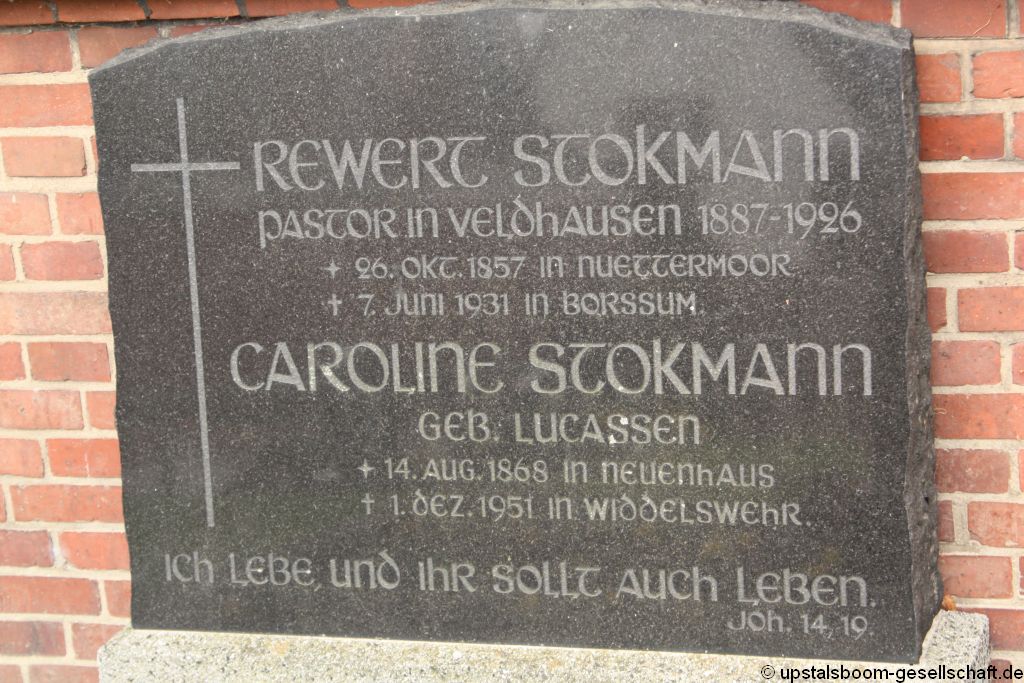 Rewert Stokmann
Pastor in Veldhausen 1887-1926
+ 26. Okt. 1857 in Nuettermoor
† 7. Juni 1931 in Borssum.
Caroline Stokmann
geb. Lucassen
+ 14. Aug. 1868 in Neuenhaus
† 1. Dez. 1951 in Widdelswehr.
Ich lebe, und ihr sollt auch leben.
Joh. 14, 19.
© upstalsboom-gesellschaft.de